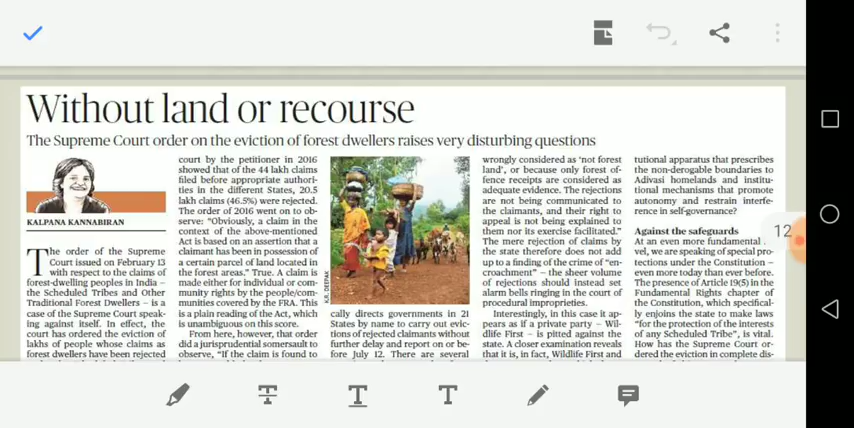 Without land or recourse
The Supreme Court order on the eviction of forest dwellers raises very disturbing questions
KALPANA KANNABIRAN
The order of the Supreme
Court issued on February 13
with respect to the claims of
forest-dwelling peoples in India –
the Scheduled Tribes and Other
Traditional Forest Dwellers – is a
case of the Supreme Court speak-
ing against itself. In effect, the
court has ordered the eviction of
lakhs of people whose claims as
forest dwellers have been rejected
court by the petitioner in 2016
showed that of the 44 lakh claims
filed before appropriate authori-
ties in the different States, 20.5
lakh claims (46.5%) were rejected.
The order of 2016 went on to ob-
serve: “Obviously, a claim in the
context of the above-mentioned
Act is based on an assertion that a
claimant has been in possession of
a certain parcel of land located in
the forest areas.” True. A claim is
made either for individual or com-
munity rights by the people/com-
munities covered by the FRA. This
is a plain reading of the Act, which
is unambiguous on this score.
From here, however, that order
did a jurisprudential somersault to
observe, “If the claim is found to
K.R. DEEPAK
cally directs governments in 21
States by name to carry out evic-
tions of rejected claimants without
further delay and report on or be-
fore July 12. There are several
wrongly considered as ‘not forest
land’, or because only forest of-
fence receipts are considered as
adequate evidence. The rejections
are not being communicated to
the claimants, and their right to
appeal is not being explained to
them nor its exercise facilitated.”
The mere rejection of claims by
the state therefore does not add
up to a finding of the crime of “en-
croachment” – the sheer volume
of rejections should instead set
alarm bells ringing in the court of
procedural improprieties.
Interestingly, in this case it ap-
pears as if a private party – Wil-
dlife First – is pitted against the
state. A closer examination reveals
that it is, in fact, Wildlife First and
tutional apparatus that prescribes
the non-derogable boundaries to
Adivasi homelands and institu-
tional mechanisms that promote
autonomy and restrain interfe-
rence in self-governance?
Against the safeguards
At an even more fundamental
vel, we are speaking of special pro-
tections under the Constitution –
even more today than ever before.
The presence of Article 19(5) in the
Fundamental Rights chapter of
the Constitution, which specifical-
ly enjoins the state to make laws
“for the protection of the interests
of any Scheduled Tribe”, is vital.
How has the Supreme Court or-
dered the eviction in complete dis-
12
T
T
T